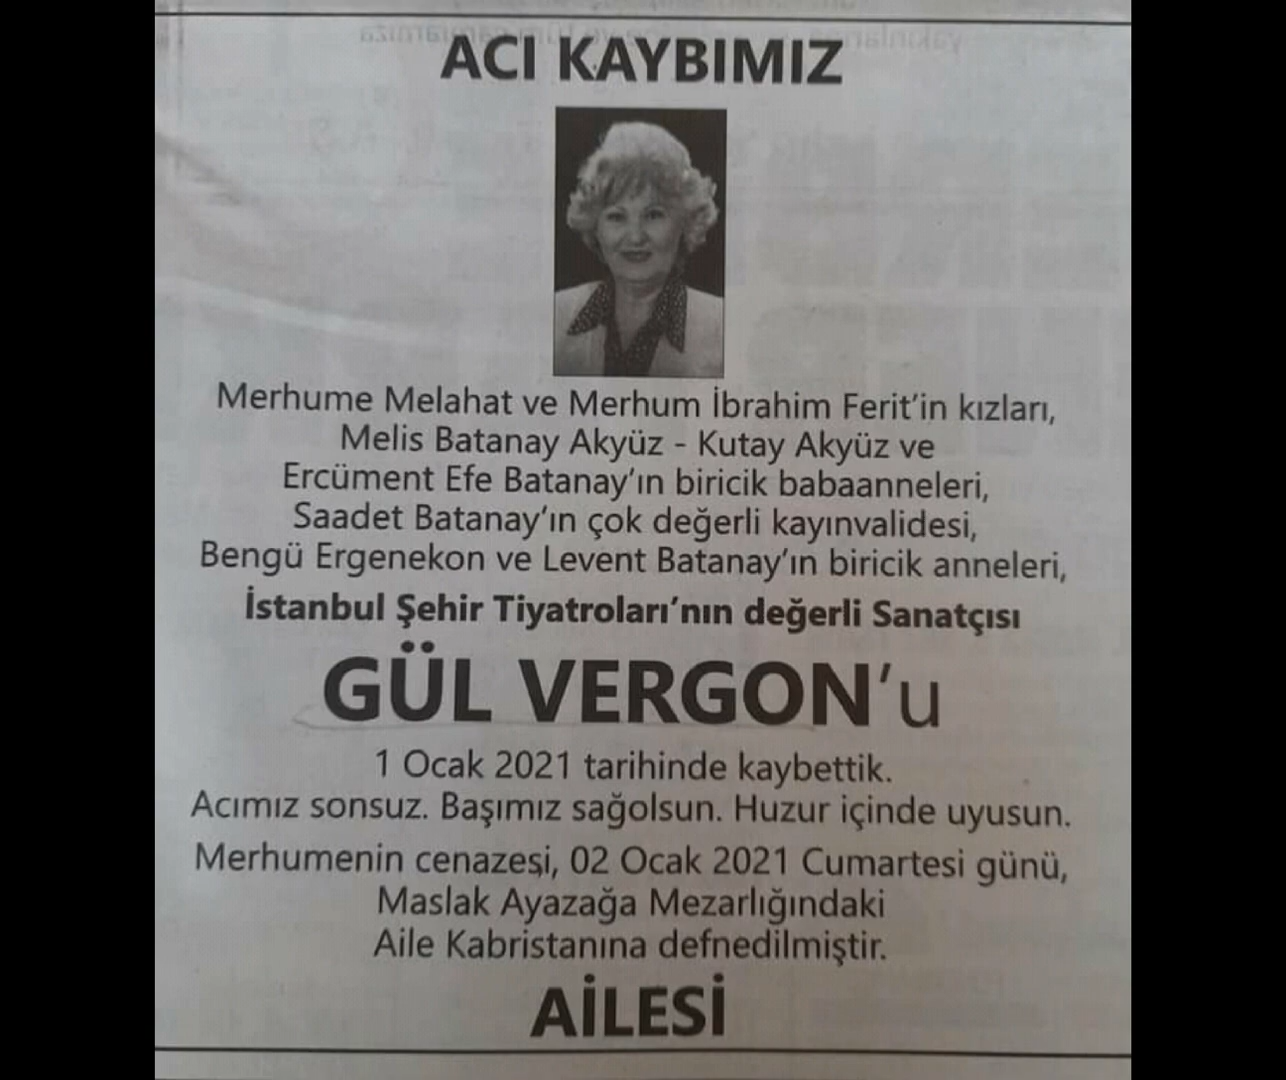 ACI KAYBIMIZ
Merhume Melahat ve Merhum İbrahim Ferit'in kızları,
Melis Batanay Akyüz - Kutay Akyüz ve
Ercüment Efe Batanay'ın biricik babaanneleri,
Saadet Batanay'ın çok değerli kayınvalidesi,
Bengü Ergenekon ve Levent Batanay'ın biricik anneleri,
İstanbul Şehir Tiyatroları'nın değerli Sanatçısı
GÜL VERGON'u
1 Ocak 2021 tarihinde kaybettik.
Acımız sonsuz. Başımız sağolsun. Huzur içinde uyusun.
Merhumenin cenazesi, 02 Ocak 2021 Cumartesi günü,
Maslak Ayazağa Mezarlığındaki
Aile Kabristanına defnedilmiştir.
AİLESİ